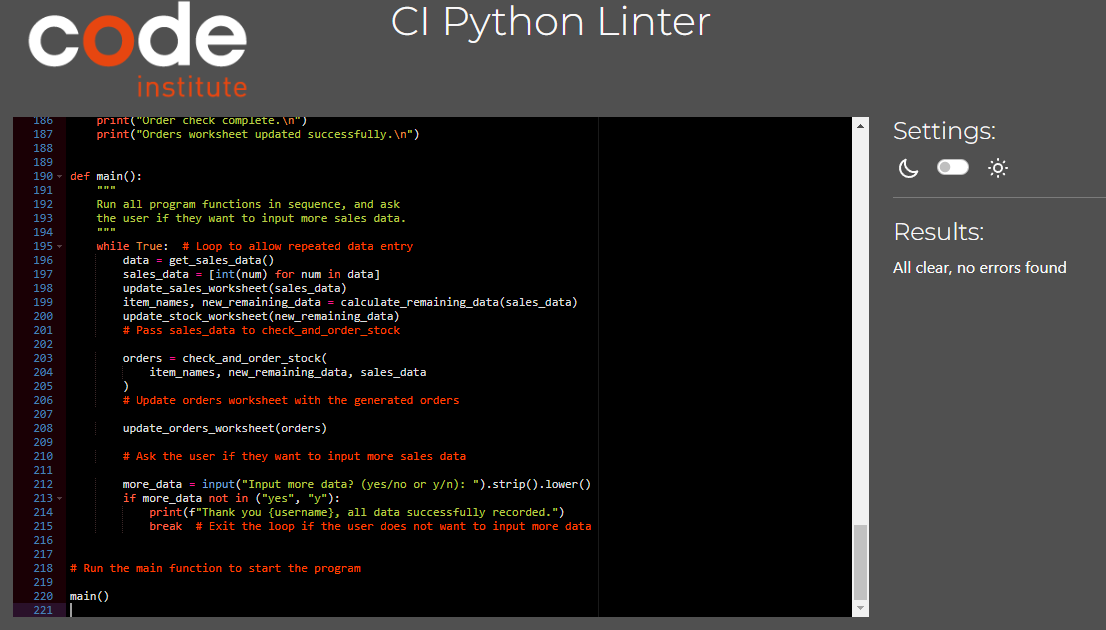 code
institute
CI Python Linter
186 print("Order check complete.\n")
187 print("Orders worksheet updated successfully.\n")
188
189
190 def main():
191 """
192 Run all program functions in sequence, and ask
193 the user if they want to input more sales data.
194 """
195 while True:  # Loop to allow repeated data entry
196 data = get_sales_data()
197 sales_data = [int(num) for num in data]
198 update_sales_worksheet(sales_data)
199 item_names, new_remaining_data = calculate_remaining_data(sales_data)
200 update_stock_worksheet(new_remaining_data)
201 # Pass sales_data to check_and_order_stock
202
203 orders = check_and_order_stock(
204 item_names, new_remaining_data, sales_data
205 )
206 # Update orders worksheet with the generated orders
207
208 update_orders_worksheet(orders)
209
210 # Ask the user if they want to input more sales data
211
212 more_data = input("Input more data? (yes/no or y/n): ").strip().lower()
213 if more_data not in ("yes", "y"):
214 print(f"Thank you {username}, all data successfully recorded.")
215 break  # Exit the loop if the user does not want to input more data
216
217
218 # Run the main function to start the program
219
220 main()
221
Settings:
Results:
All clear, no errors found